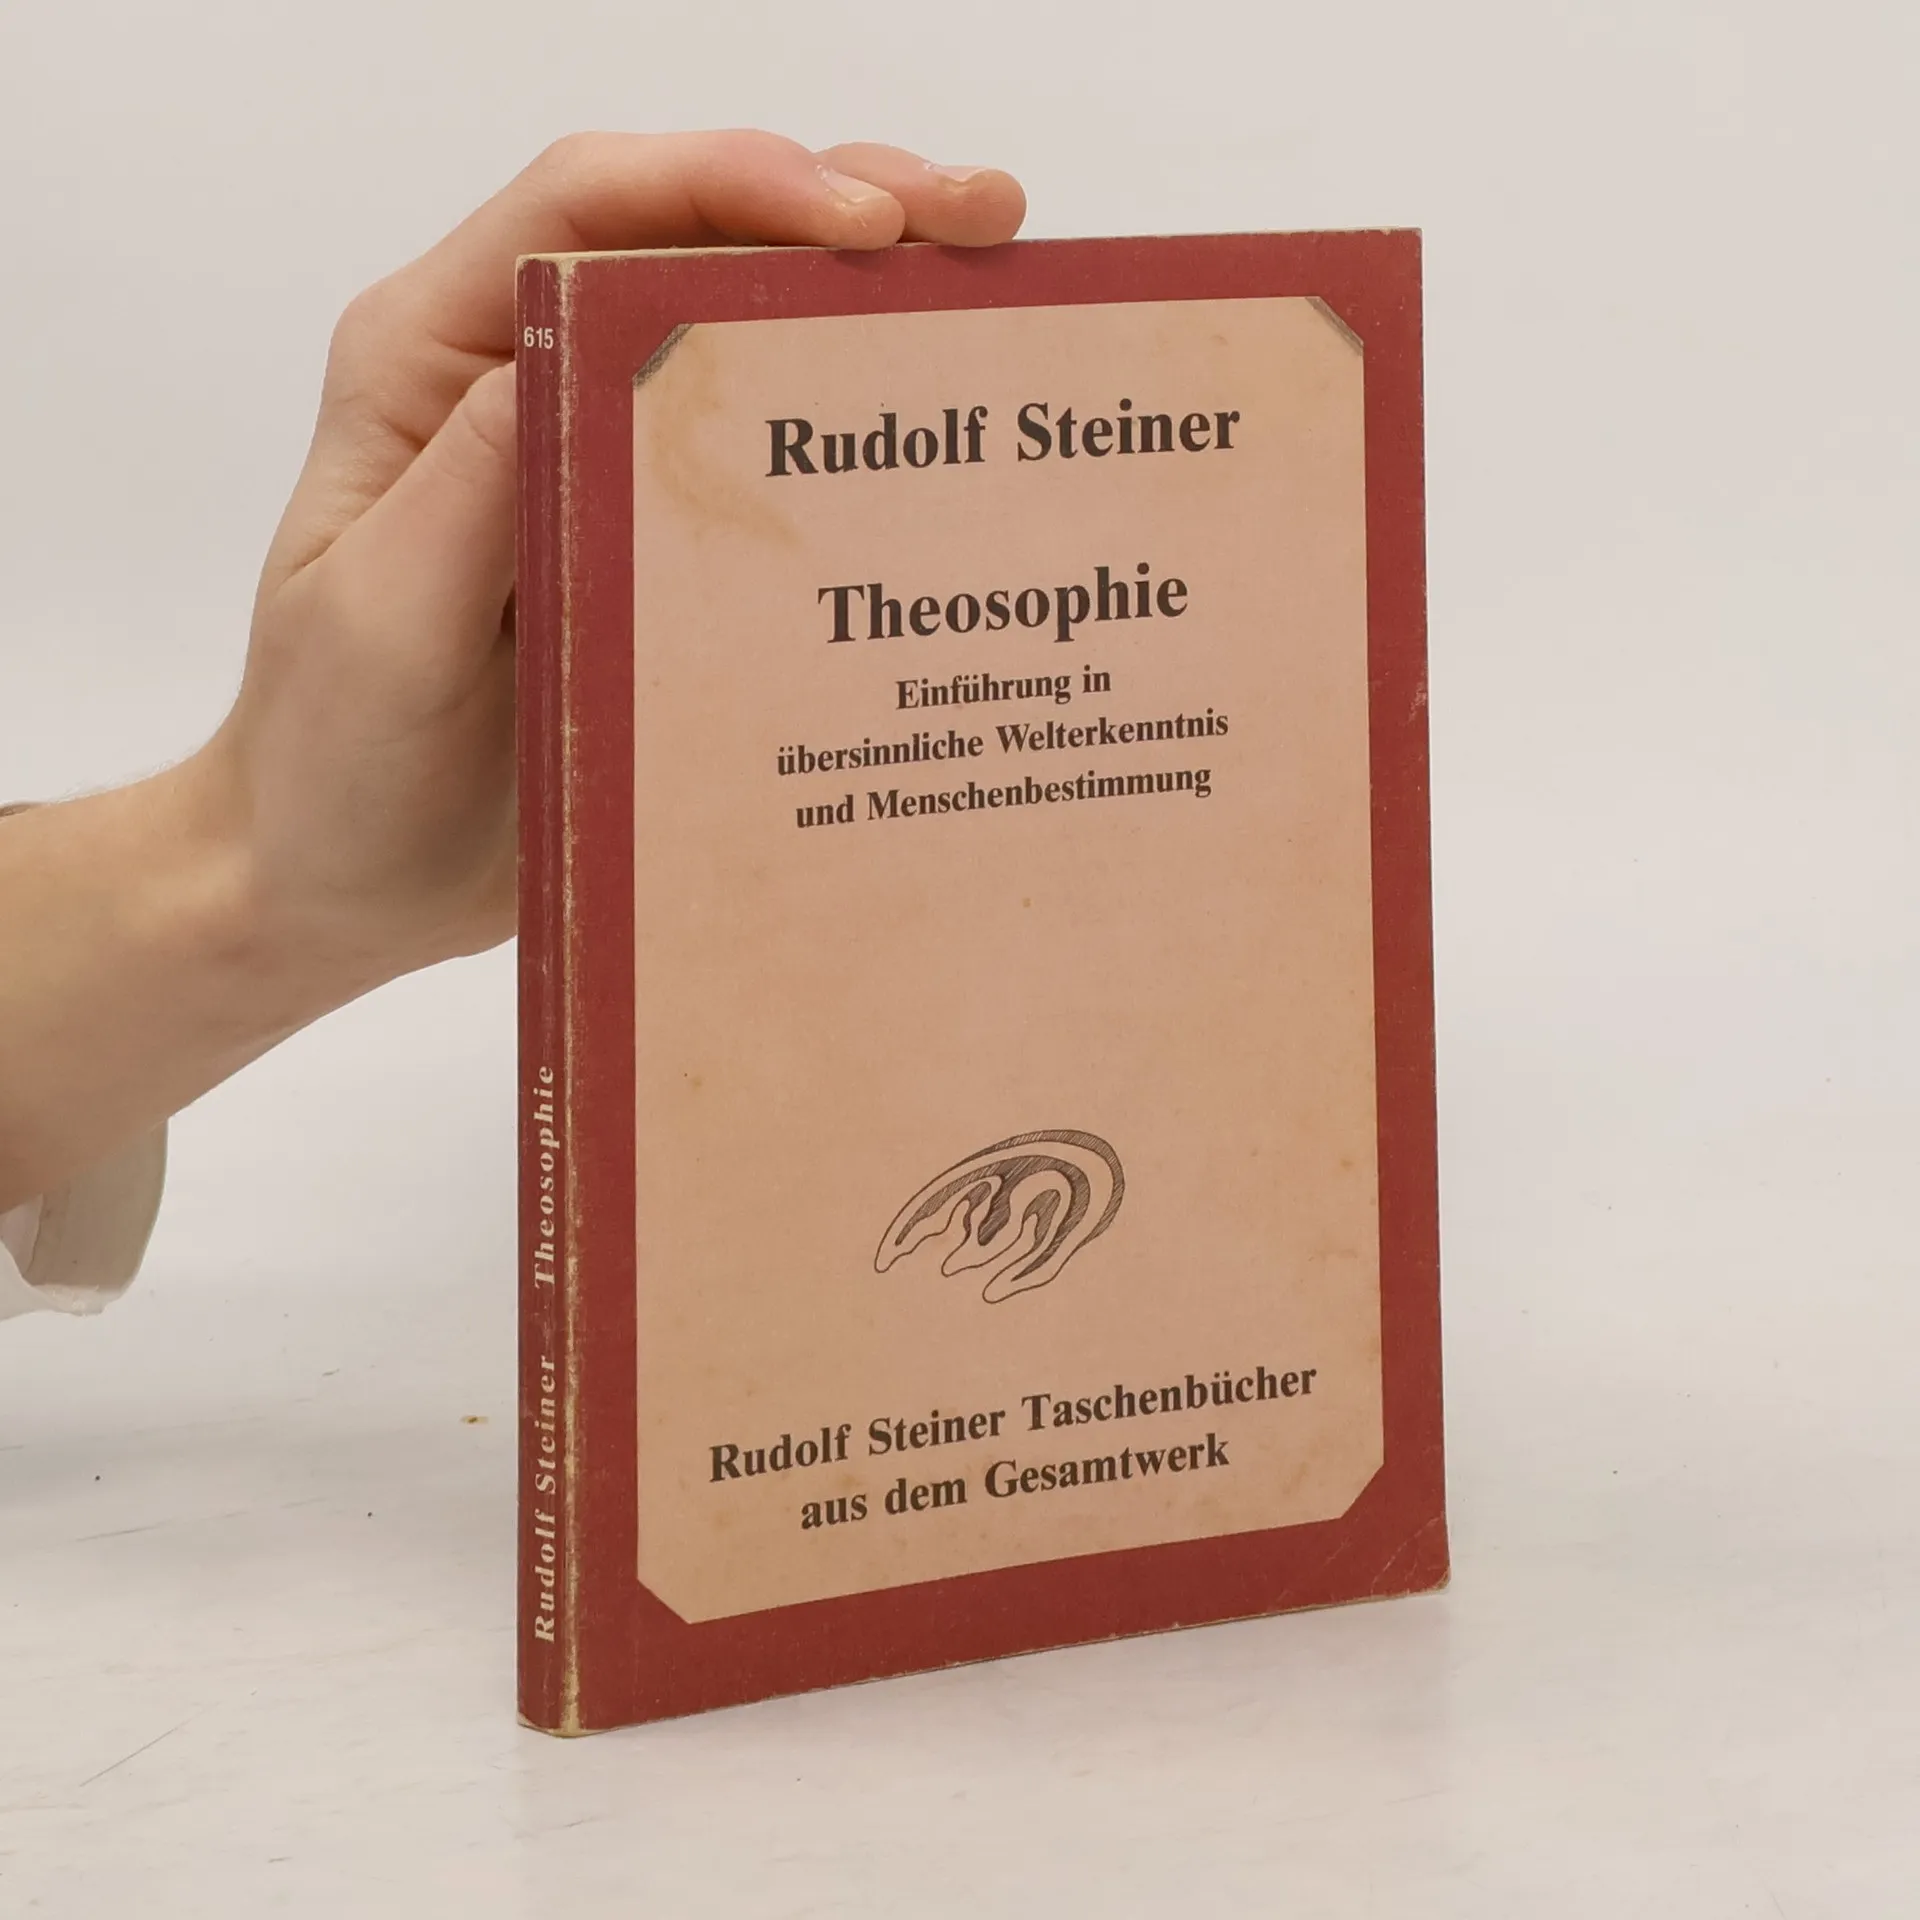 615
Rudolf Steiner Theosophie
Rudolf Steiner
Theosophie
Einführung in
übersinnliche Welterkenntnis
und Menschenbestimmung
Rudolf Steiner Taschenbücher
aus dem Gesamtwerk